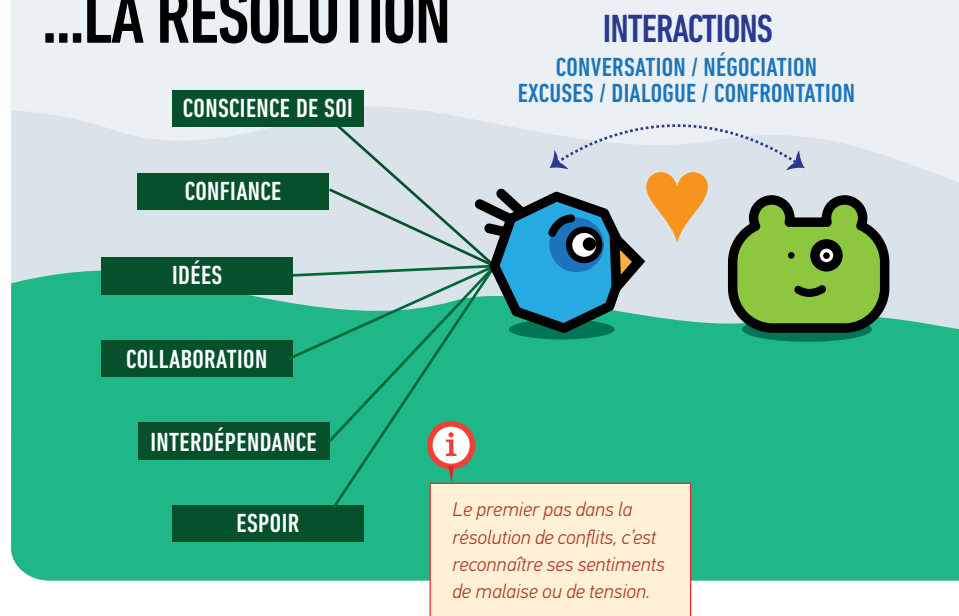 ...LA RÉSOLUTION
INTERACTIONS
CONVERSATION / NÉGOCIATION
EXCUSES / DIALOGUE / CONFRONTATION
CONSCIENCE DE SOI
CONFIANCE
IDÉES
COLLABORATION
INTERDÉPENDANCE
ESPOIR
i
Le premier pas dans la
résolution de conflits, c’est
reconnaître ses sentiments
de malaise ou de tension.